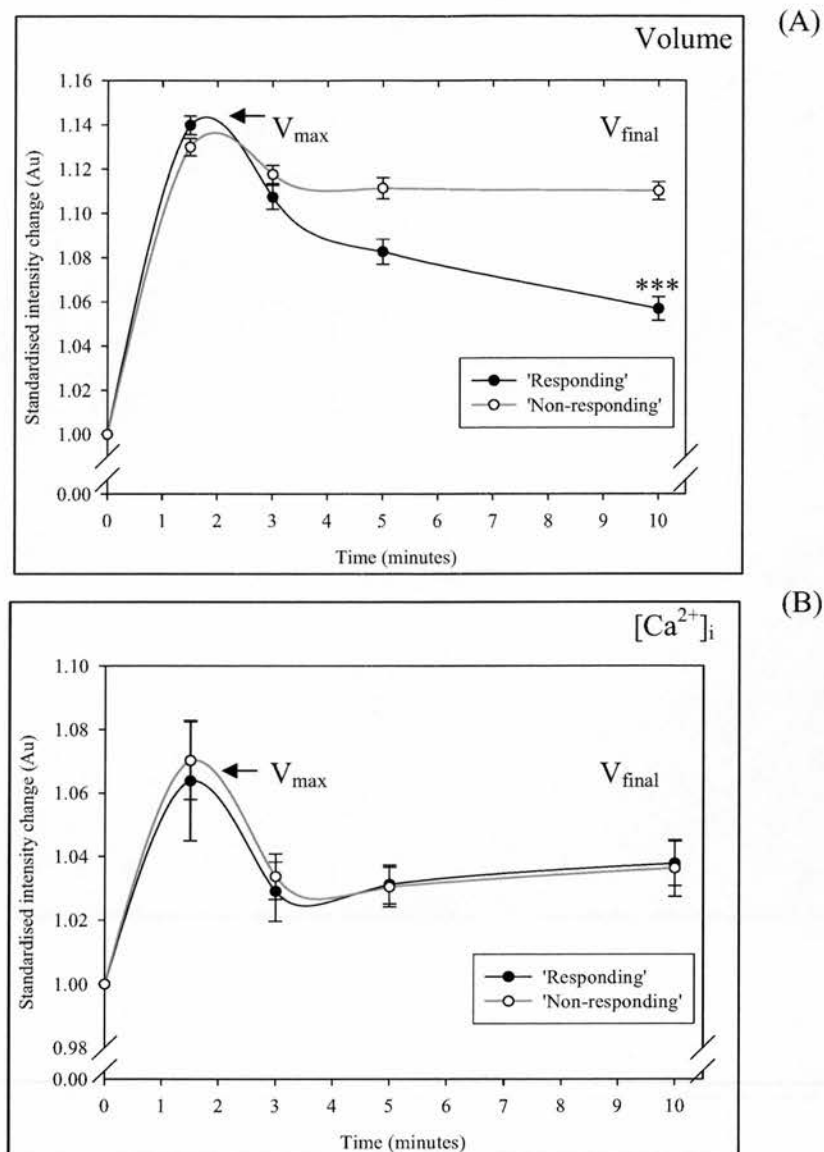 (A)
Volume
1.16
1.14
1.12
1.10
1.08
1.06
1.04
1.02
1.00
0.00
Standardised intensity change (Au)
Vmax
Vfinal
***
'Responding'
'Non-responding'
0 1 2 3 4 5 6 7 8 9 10
Time (minutes)
(B)
[Ca²⁺]i
1.10
1.08
1.06
1.04
1.02
1.00
0.98
0.00
Standardised intensity change (Au)
Vmax
Vfinal
'Responding'
'Non-responding'
0 1 2 3 4 5 6 7 8 9 10
Time (minutes)